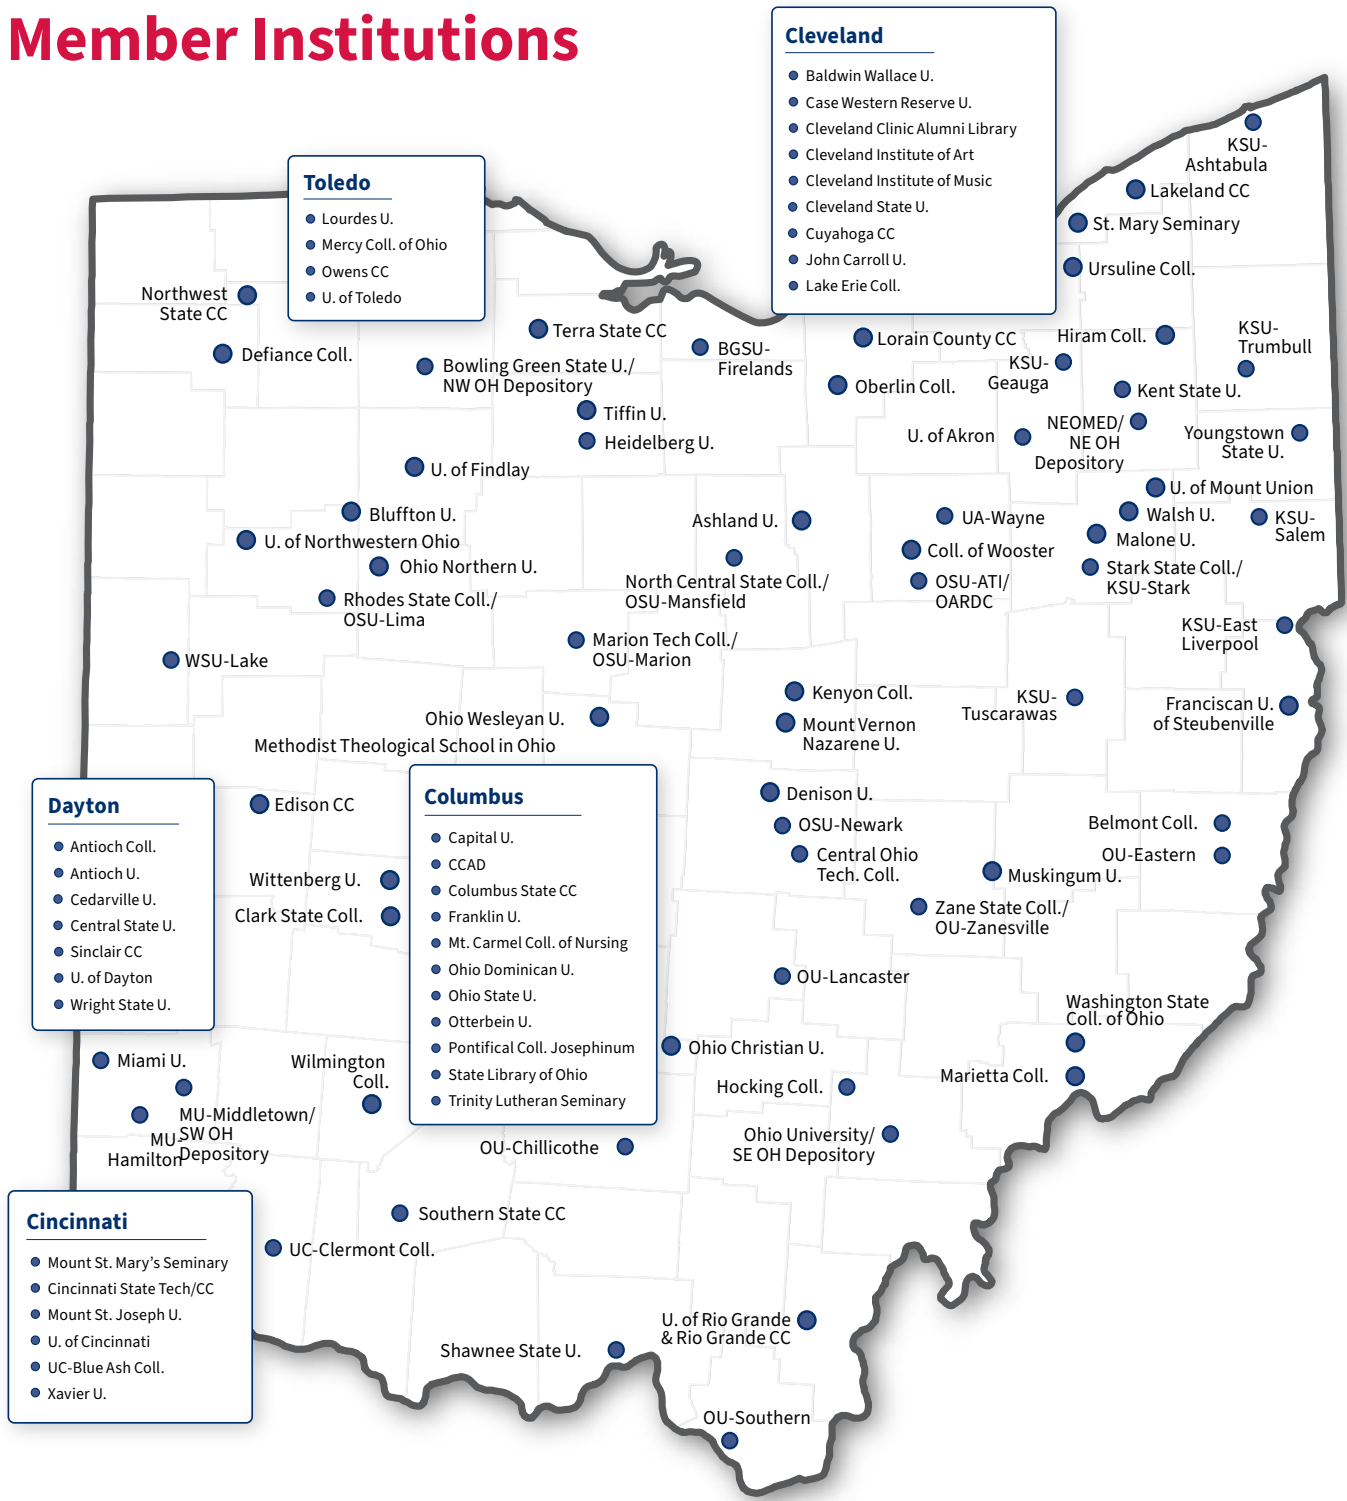 Member Institutions
Cleveland
Baldwin Wallace U.
Case Western Reserve U.
Cleveland Clinic Alumni Library
Cleveland Institute of Art
Cleveland Institute of Music
Cleveland State U.
Cuyahoga CC
John Carroll U.
Lake Erie Coll.
Toledo
Lourdes U.
Mercy Coll. of Ohio
Owens CC
U. of Toledo
KSU-
Ashtabula
Lakeland CC
St. Mary Seminary
Ursuline Coll.
Northwest
State CC
Defiance Coll.
Terra State CC
Bowling Green State U./
NW OH Depository
BGSU-
Firelands
Lorain County CC
Oberlin Coll.
Hiram Coll.
KSU-
Geauga
KSU-
Trumbull
Kent State U.
Tiffin U.
Heidelberg U.
U. of Akron
NEOMED/
NE OH
Depository
Youngstown
State U.
U. of Findlay
U. of Mount Union
Bluffton U.
Ashland U.
UA-Wayne
Walsh U.
KSU-
Salem
U. of Northwestern Ohio
Malone U.
Coll. of Wooster
Ohio Northern U.
North Central State Coll./
OSU-Mansfield
OSU-ATI/
OARDC
Stark State Coll./
KSU-Stark
Rhodes State Coll./
OSU-Lima
KSU-East
Liverpool
Marion Tech Coll./
OSU-Marion
WSU-Lake
Kenyon Coll.
KSU-
Tuscarawas
Franciscan U.
of Steubenville
Ohio Wesleyan U.
Mount Vernon
Nazarene U.
Methodist Theological School in Ohio
Dayton
Antioch Coll.
Antioch U.
Cedarville U.
Central State U.
Sinclair CC
U. of Dayton
Wright State U.
Edison CC
Wittenberg U.
Clark State Coll.
Columbus
Capital U.
CCAD
Columbus State CC
Franklin U.
Mt. Carmel Coll. of Nursing
Ohio Dominican U.
Ohio State U.
Otterbein U.
Pontifical Coll. Josephinum
State Library of Ohio
Trinity Lutheran Seminary
Denison U.
OSU-Newark
Central Ohio
Tech. Coll.
Belmont Coll.
OU-Eastern
Muskingum U.
Zane State Coll./
OU-Zanesville
OU-Lancaster
Washington State
Coll. of Ohio
Ohio Christian U.
Marietta Coll.
Hocking Coll.
Miami U.
Wilmington
Coll.
MU-Middletown/
SW OH
Depository
MU-
Hamilton
OU-Chillicothe
Ohio University/
SE OH Depository
Southern State CC
UC-Clermont Coll.
Cincinnati
Mount St. Mary’s Seminary
Cincinnati State Tech/CC
Mount St. Joseph U.
U. of Cincinnati
UC-Blue Ash Coll.
Xavier U.
U. of Rio Grande
& Rio Grande CC
Shawnee State U.
OU-Southern